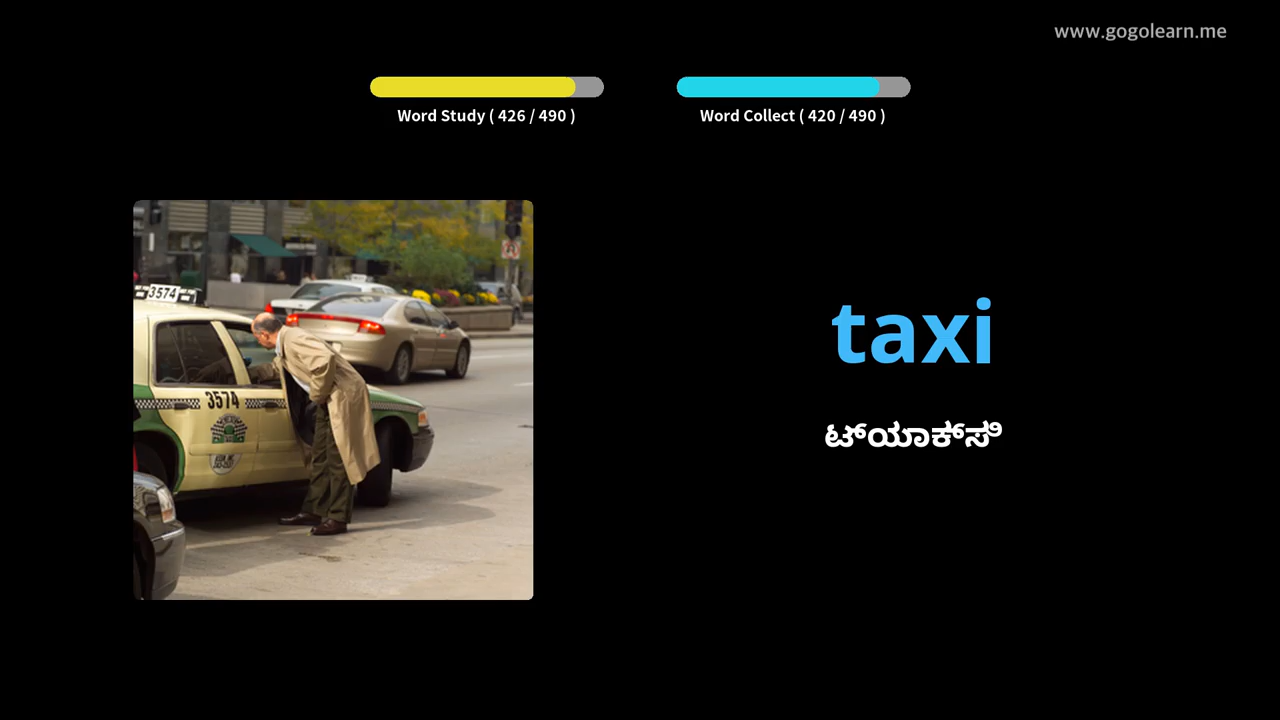 www.gogolearn.me
Word Study ( 426 / 490 )
Word Collect ( 420 / 490 )
3574
3574
taxi
ಟ್ಯಾಕ್ಸಿ